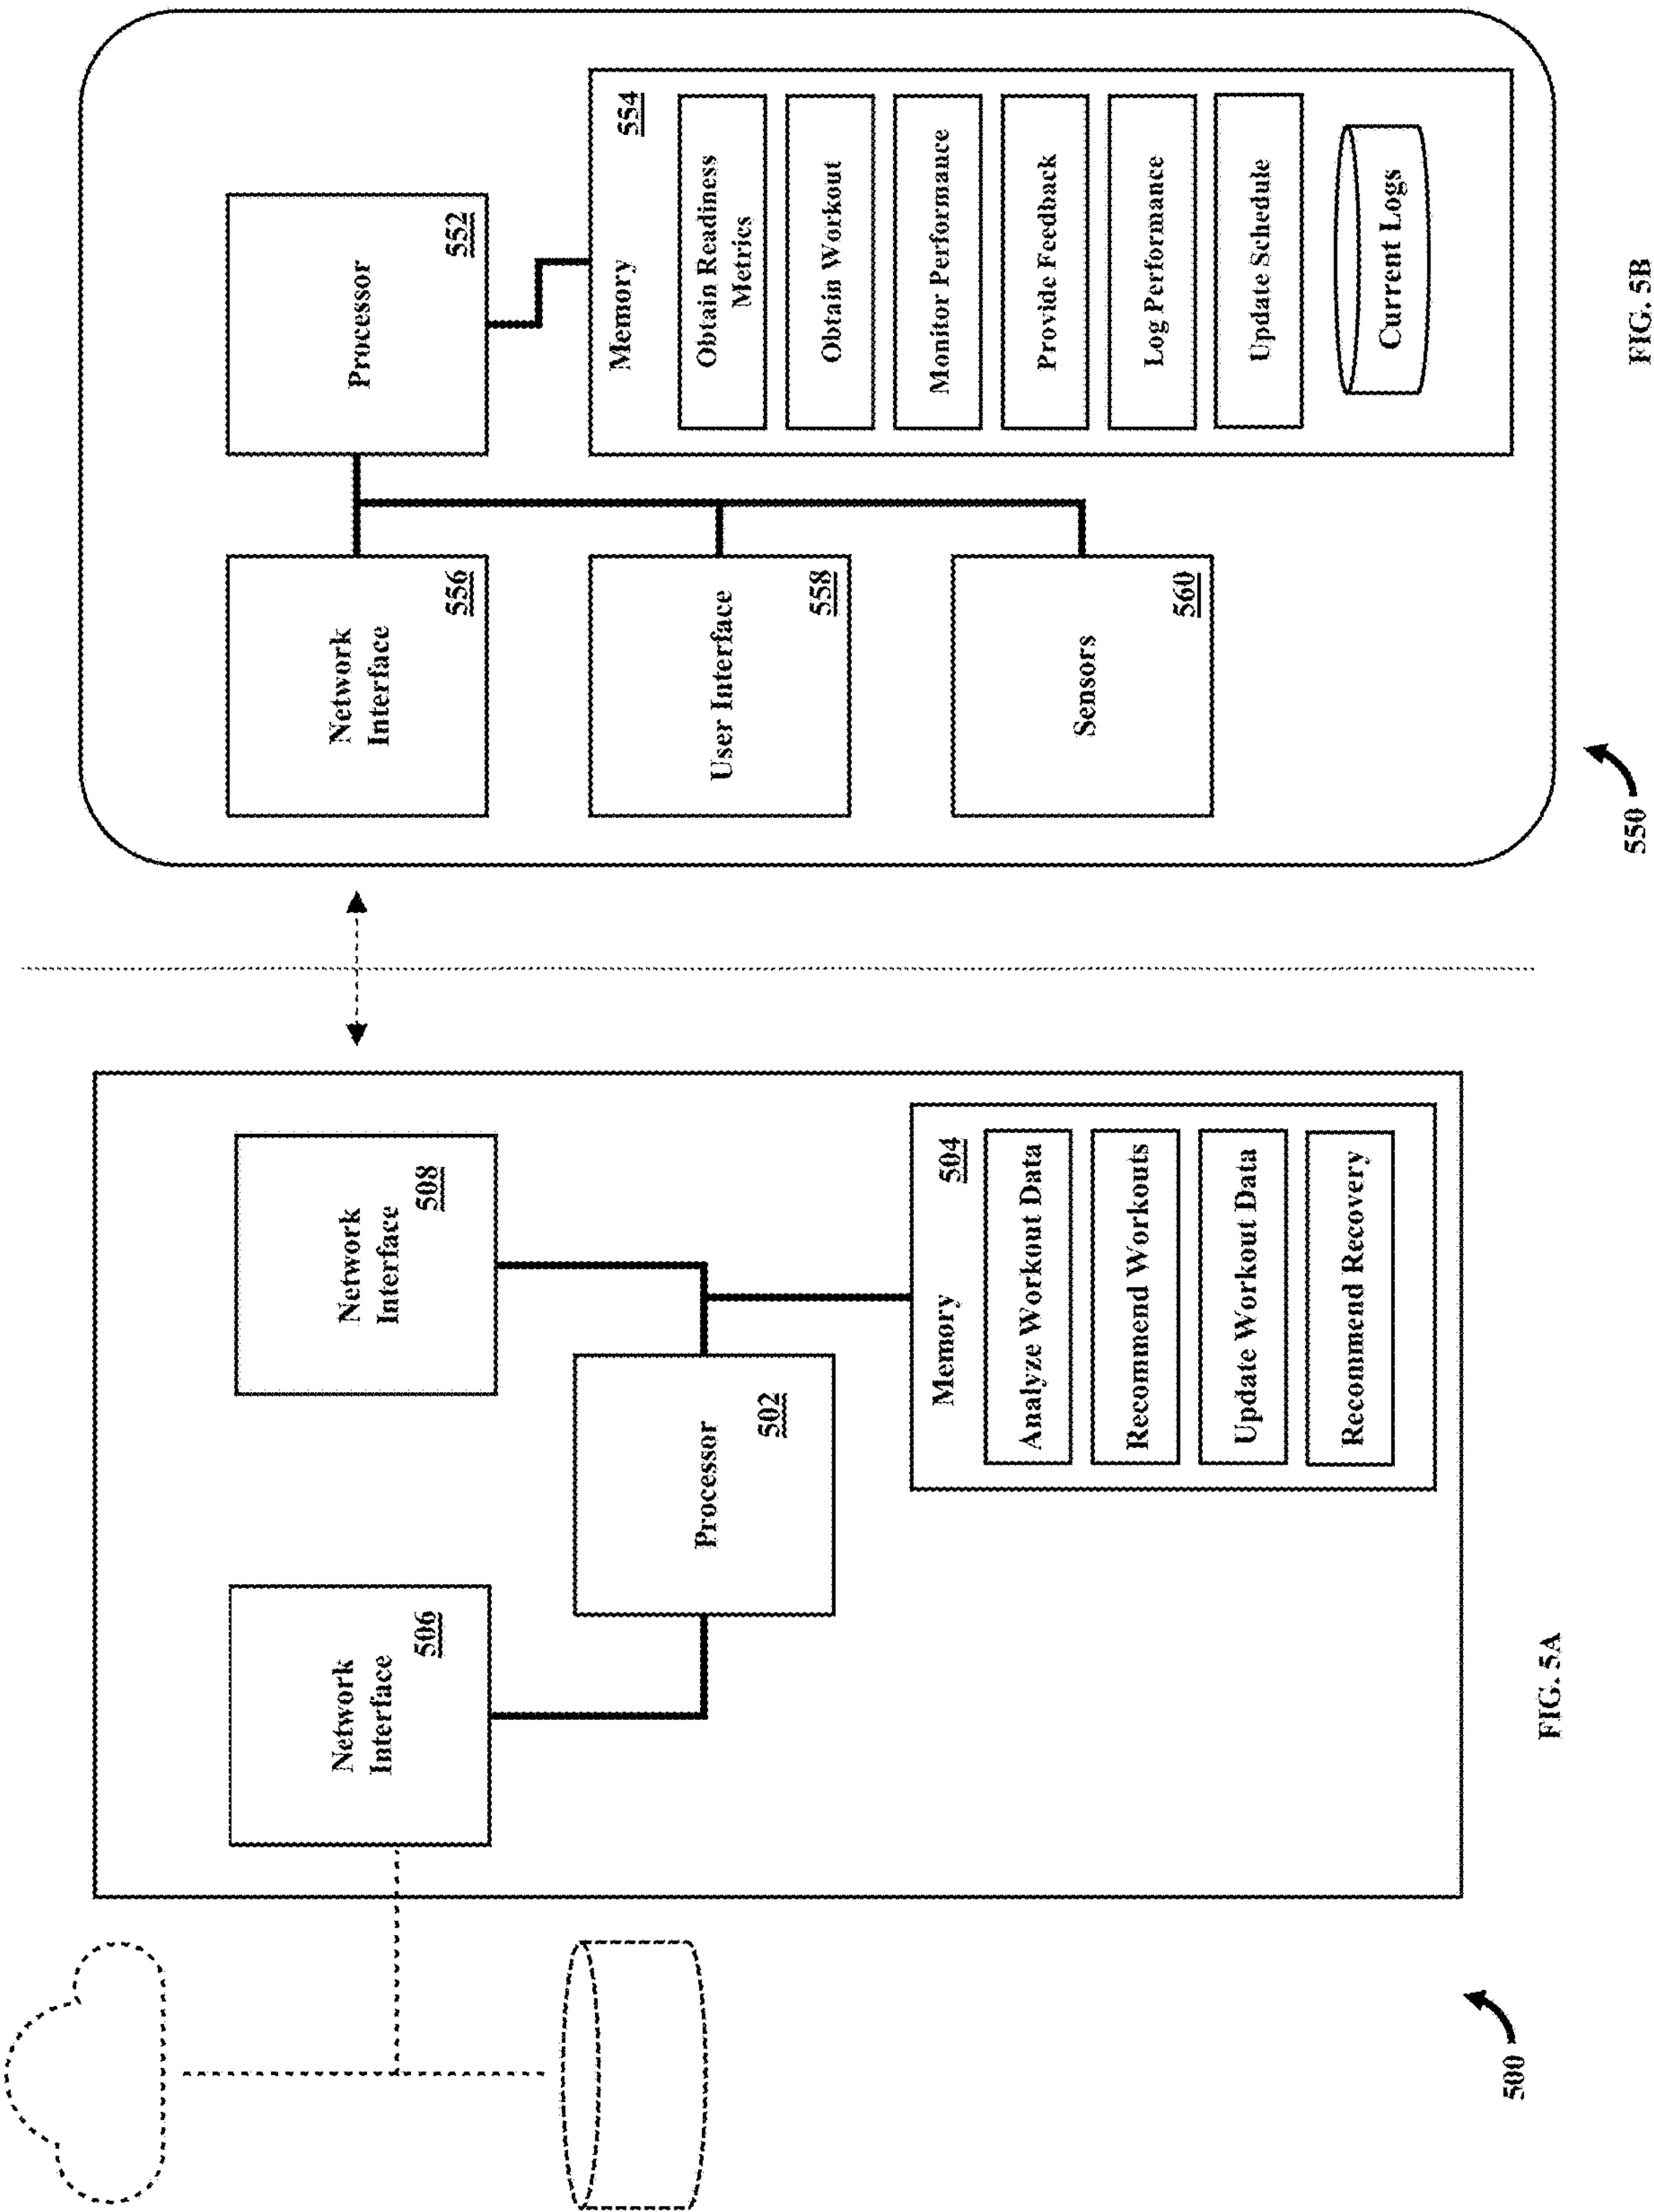 Network
Interface
506
Network
Interface
508
Processor
502
Memory
504
Analyze Workout Data
Recommend Workouts
Update Workout Data
Recommend Recovery
500
FIG. 5A
Network
Interface
556
Processor
552
User Interface
558
Sensors
560
Memory
554
Obtain Readiness
Metrics
Obtain Workout
Monitor Performance
Provide Feedback
Log Performance
Update Schedule
Current Logs
550
FIG. 5B